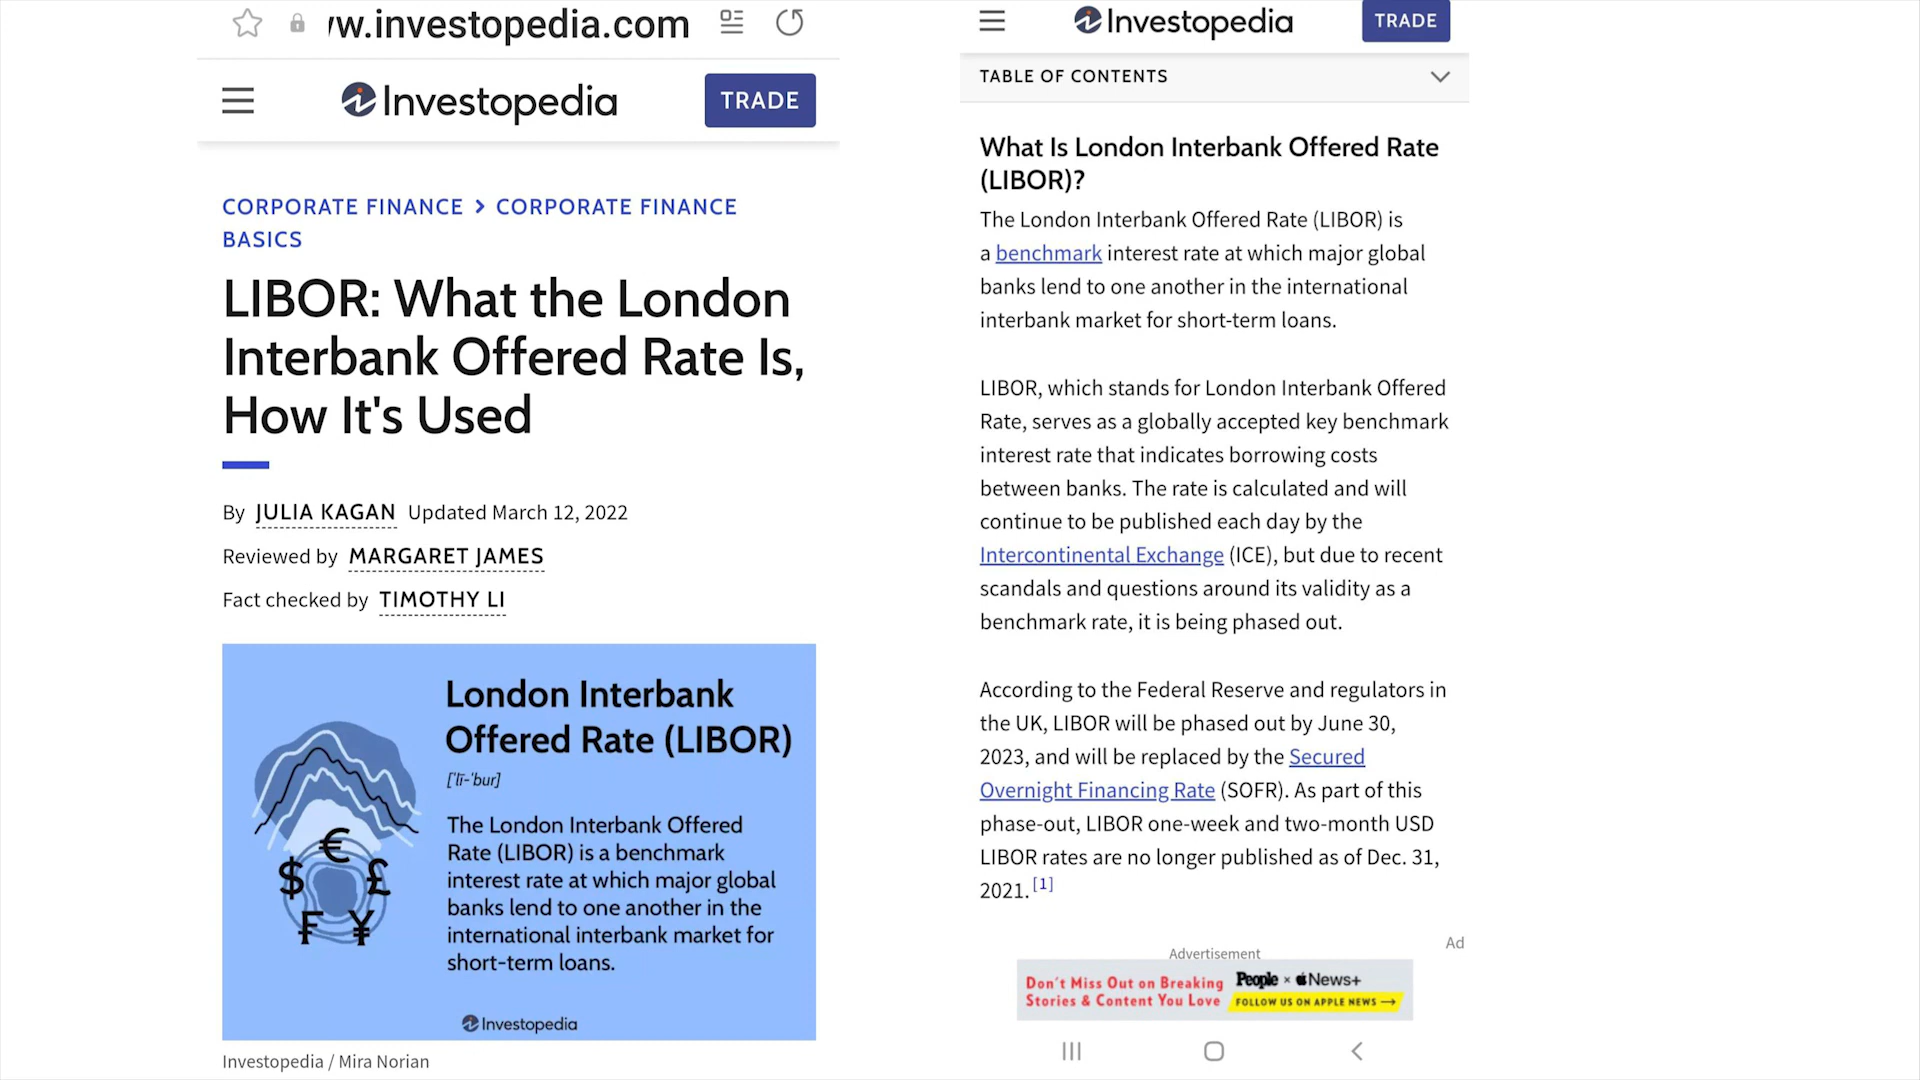 w.investopedia.com
Investopedia
TRADE
CORPORATE FINANCE > CORPORATE FINANCE
BASICS
LIBOR: What the London
Interbank Offered Rate Is,
How It's Used
By JULIA KAGAN Updated March 12, 2022
Reviewed by MARGARET JAMES
Fact checked by TIMOTHY LI
London Interbank
Offered Rate (LIBOR)
['lī-'bur]
The London Interbank Offered
Rate (LIBOR) is a benchmark
interest rate at which major global
banks lend to one another in the
international interbank market for
short-term loans.
€
$ £
₣ ¥
Investopedia
Investopedia / Mira Norian
Investopedia
TRADE
TABLE OF CONTENTS
What Is London Interbank Offered Rate
(LIBOR)?
The London Interbank Offered Rate (LIBOR) is
a benchmark interest rate at which major global
banks lend to one another in the international
interbank market for short-term loans.
LIBOR, which stands for London Interbank Offered
Rate, serves as a globally accepted key benchmark
interest rate that indicates borrowing costs
between banks. The rate is calculated and will
continue to be published each day by the
Intercontinental Exchange (ICE), but due to recent
scandals and questions around its validity as a
benchmark rate, it is being phased out.
According to the Federal Reserve and regulators in
the UK, LIBOR will be phased out by June 30,
2023, and will be replaced by the Secured
Overnight Financing Rate (SOFR). As part of this
phase-out, LIBOR one-week and two-month USD
LIBOR rates are no longer published as of Dec. 31,
2021. [1]
Ad
Advertisement
Don't Miss Out on Breaking
Stories & Content You Love
People × News+
FOLLOW US ON APPLE NEWS →